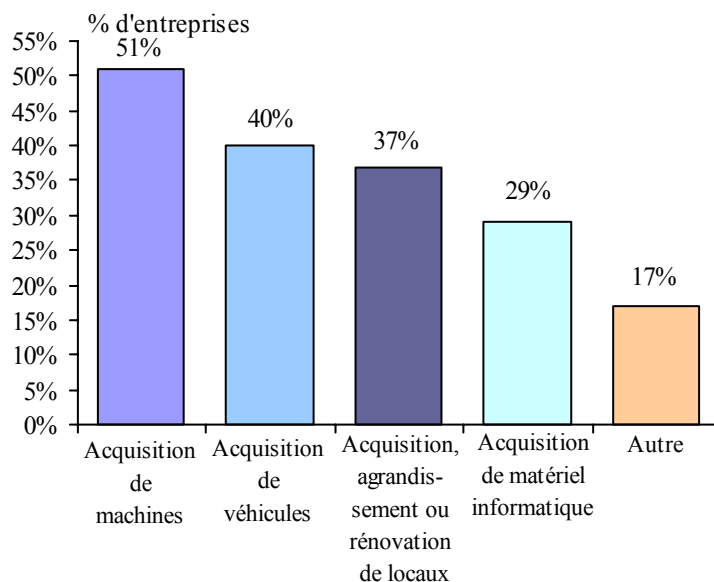 % d'entreprises
55%
50%
45%
40%
35%
30%
25%
20%
15%
10%
5%
0%
51%
40%
37%
29%
17%
Acquisition
de
machines
Acquisition
de
véhicules
Acquisition,
agrandis-
sement ou
rénovation
de locaux
Acquisition
de matériel
informatique
Autre